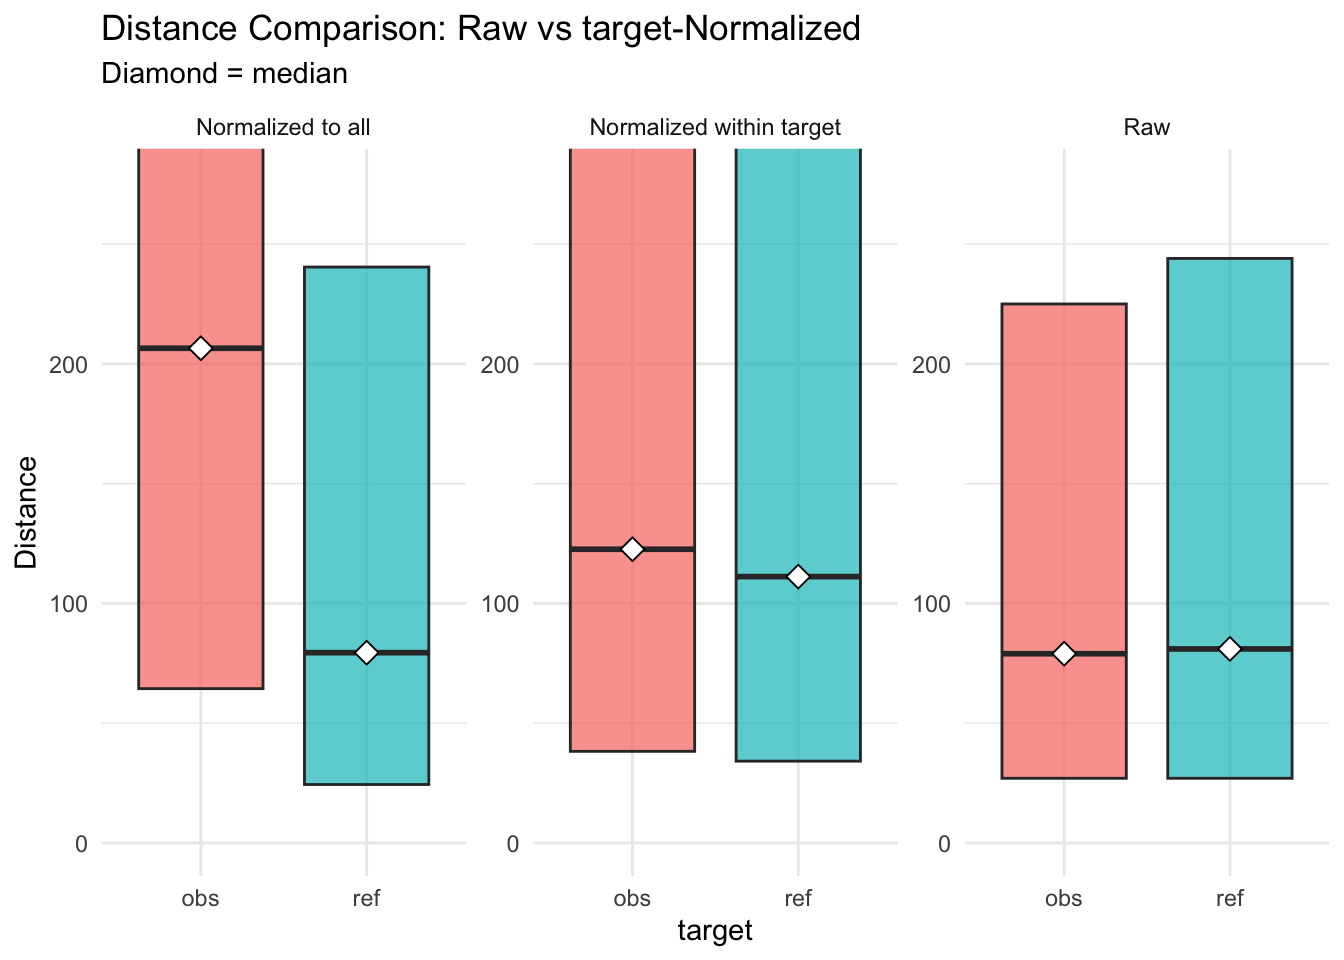 Distance Comparison: Raw vs target-Normalized
Diamond = median
Normalized to all
Normalized within target
Raw
Distance
200
100
0
200
100
0
200
100
0
obs
ref
obs
ref
obs
ref
target